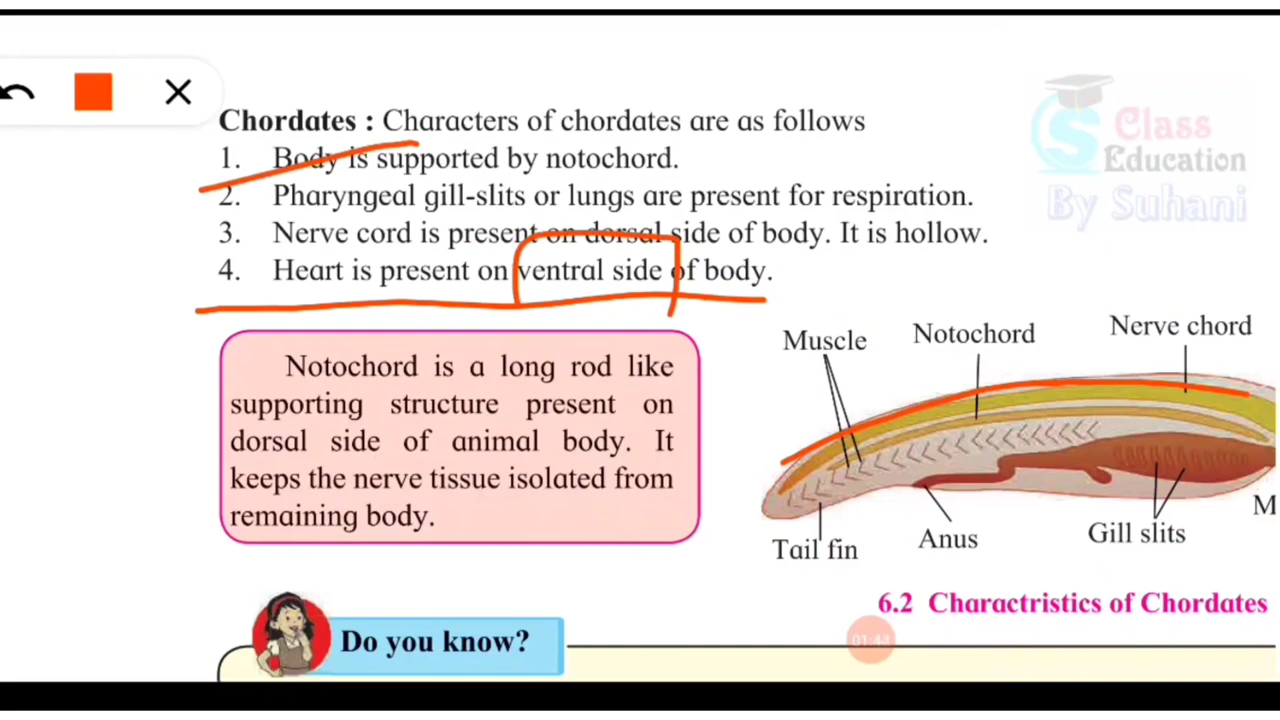 Chordates : Characters of chordates are as follows
1. Body is supported by notochord.
2. Pharyngeal gill-slits or lungs are present for respiration.
3. Nerve cord is present on dorsal side of body. It is hollow.
4. Heart is present on ventral side of body.
Class
Education
By Suhani
Notochord is a long rod like
supporting structure present on
dorsal side of animal body. It
keeps the nerve tissue isolated from
remaining body.
Muscle
Notochord
Nerve chord
M
Tail fin
Anus
Gill slits
6.2 Charactristics of Chordates
01:44
Do you know?